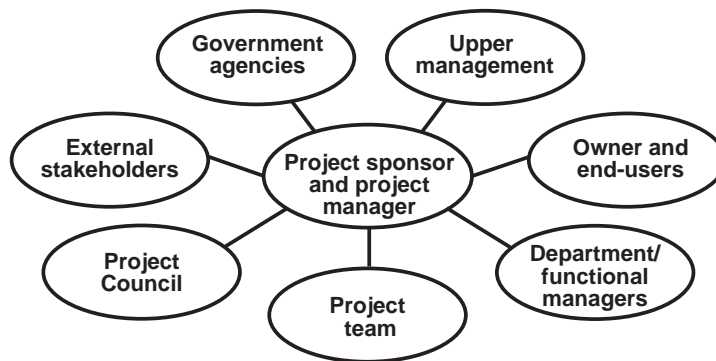 Government
agencies
Upper
management
External
stakeholders
Project sponsor
and project
manager
Owner and
end-users
Project
Council
Project
team
Department/
functional
managers